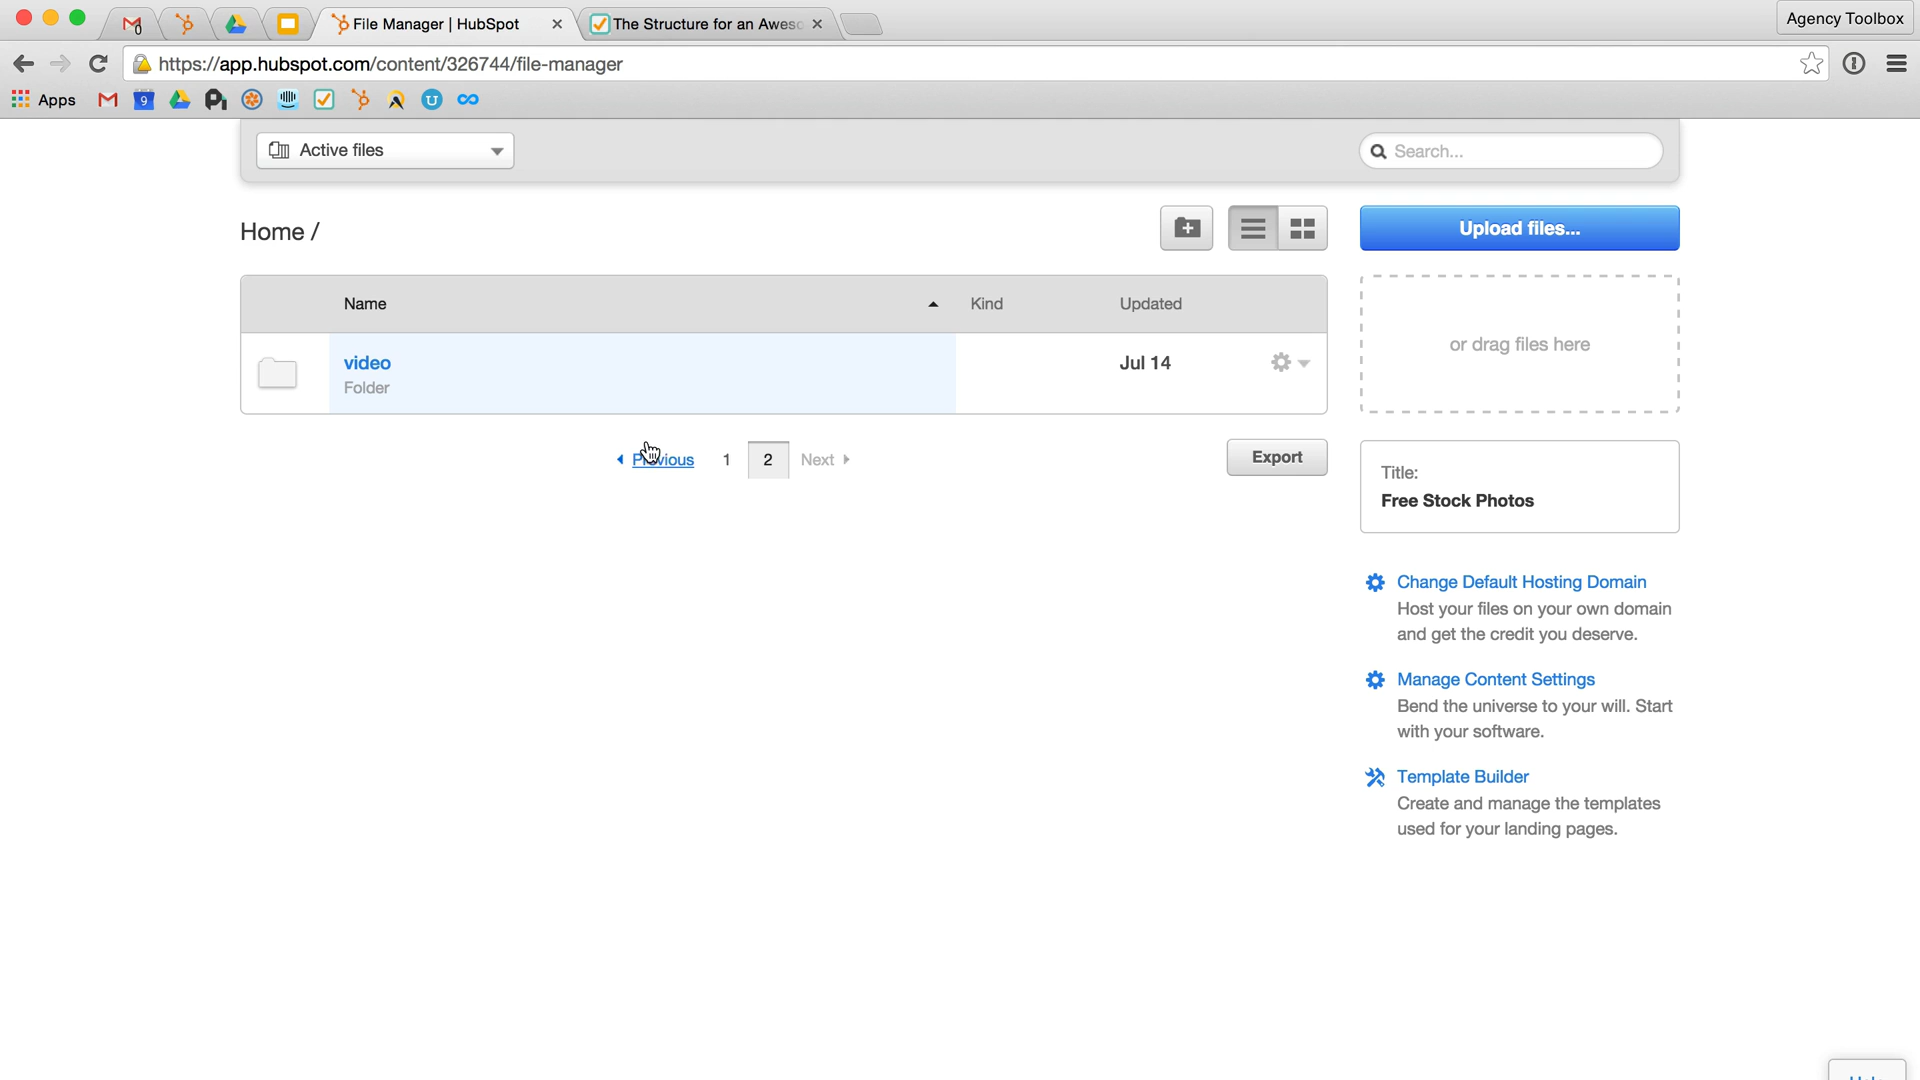 File Manager | HubSpot
The Structure for an Aweso
Agency Toolbox
https://app.hubspot.com/content/326744/file-manager
Apps
9
Active files
Search...
Home /
Upload files...
Name
Kind
Updated
video
Folder
Jul 14
or drag files here
Previous
1
2
Next
Export
Title:
Free Stock Photos
Change Default Hosting Domain
Host your files on your own domain
and get the credit you deserve.
Manage Content Settings
Bend the universe to your will. Start
with your software.
Template Builder
Create and manage the templates
used for your landing pages.